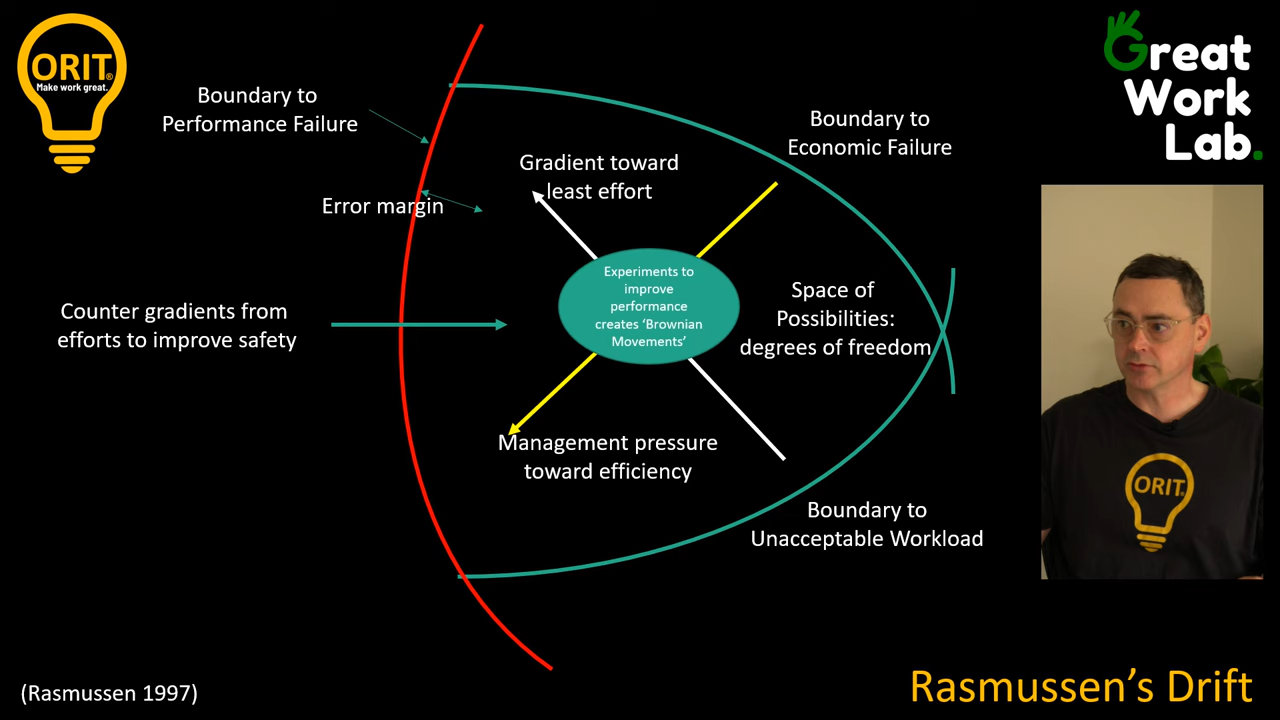 ORIT®
Make work great.
Great
Work
Lab.
Boundary to
Performance Failure
Boundary to
Economic Failure
Gradient toward
least effort
Error margin
Experiments to
improve
performance
creates ‘Brownian
Movements’
Space of
Possibilities:
degrees of freedom
Counter gradients from
efforts to improve safety
Management pressure
toward efficiency
Boundary to
Unacceptable Workload
ORIT®
(Rasmussen 1997)
Rasmussen’s Drift